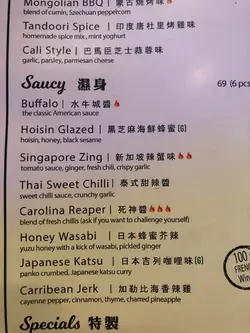 Mongolian BBQ | 蒙古燒烤味
blend of cumin, Szechuan peppercorn
Tandoori Spice | 印度唐杜里烤雞味
homemade spice mix, mint yoghurt
Cali Style | 巴馬臣芝士蒜蓉味
garlic, parsley, parmesan cheese
Saucy 濕身 69 (6 pcs
Buffalo | 水牛城醬
the classic American sauce
Hoisin Glazed | 黑芝麻海鮮蜂蜜 [G]
hoisin, honey, black sesame
Singapore Zing | 新加坡辣蟹味
tomato sauce, ginger, fresh chili, crispy garlic
Thai Sweet Chilli | 泰式甜辣醬
sweet chilli sauce, crunchy garlic
Carolina Reaper | 死神醬
blend of fresh chillis (ask if you want to challenge yourself)
Honey Wasabi | 日本蜂蜜芥辣
yuzu honey with a kick of wasabi, pickled ginger
Japanese Katsu | 日本吉列咖喱味 [G]
panko crumbed, Japanese katsu curry
Carribean Jerk | 加勒比海香辣雞
cayenne pepper, cinnamon, thyme, charred pineapple
100
FREN
Win
Specials 特製